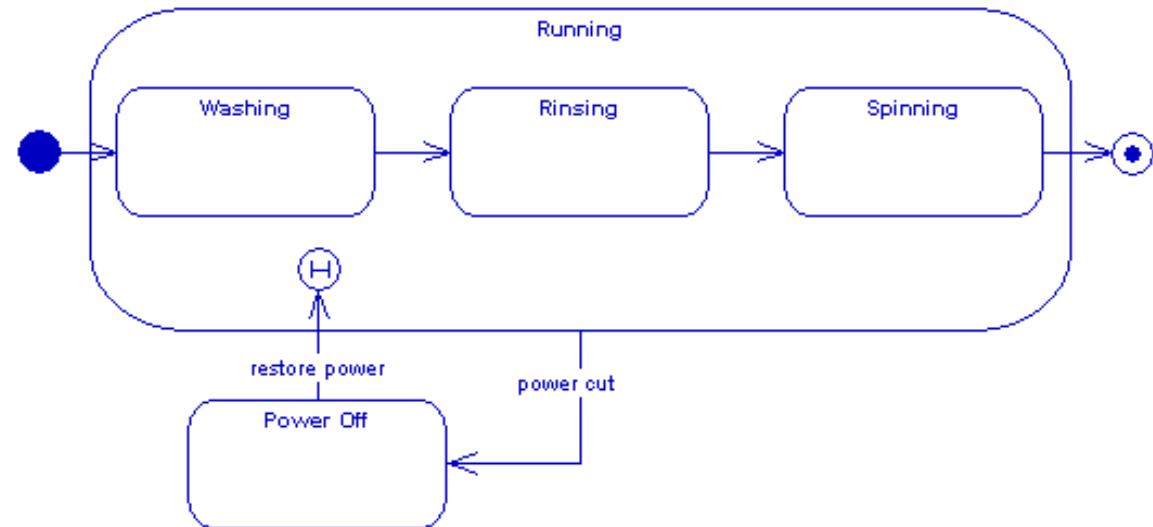 Running
Washing
Rinsing
Spinning
H
restore power
power cut
Power Off